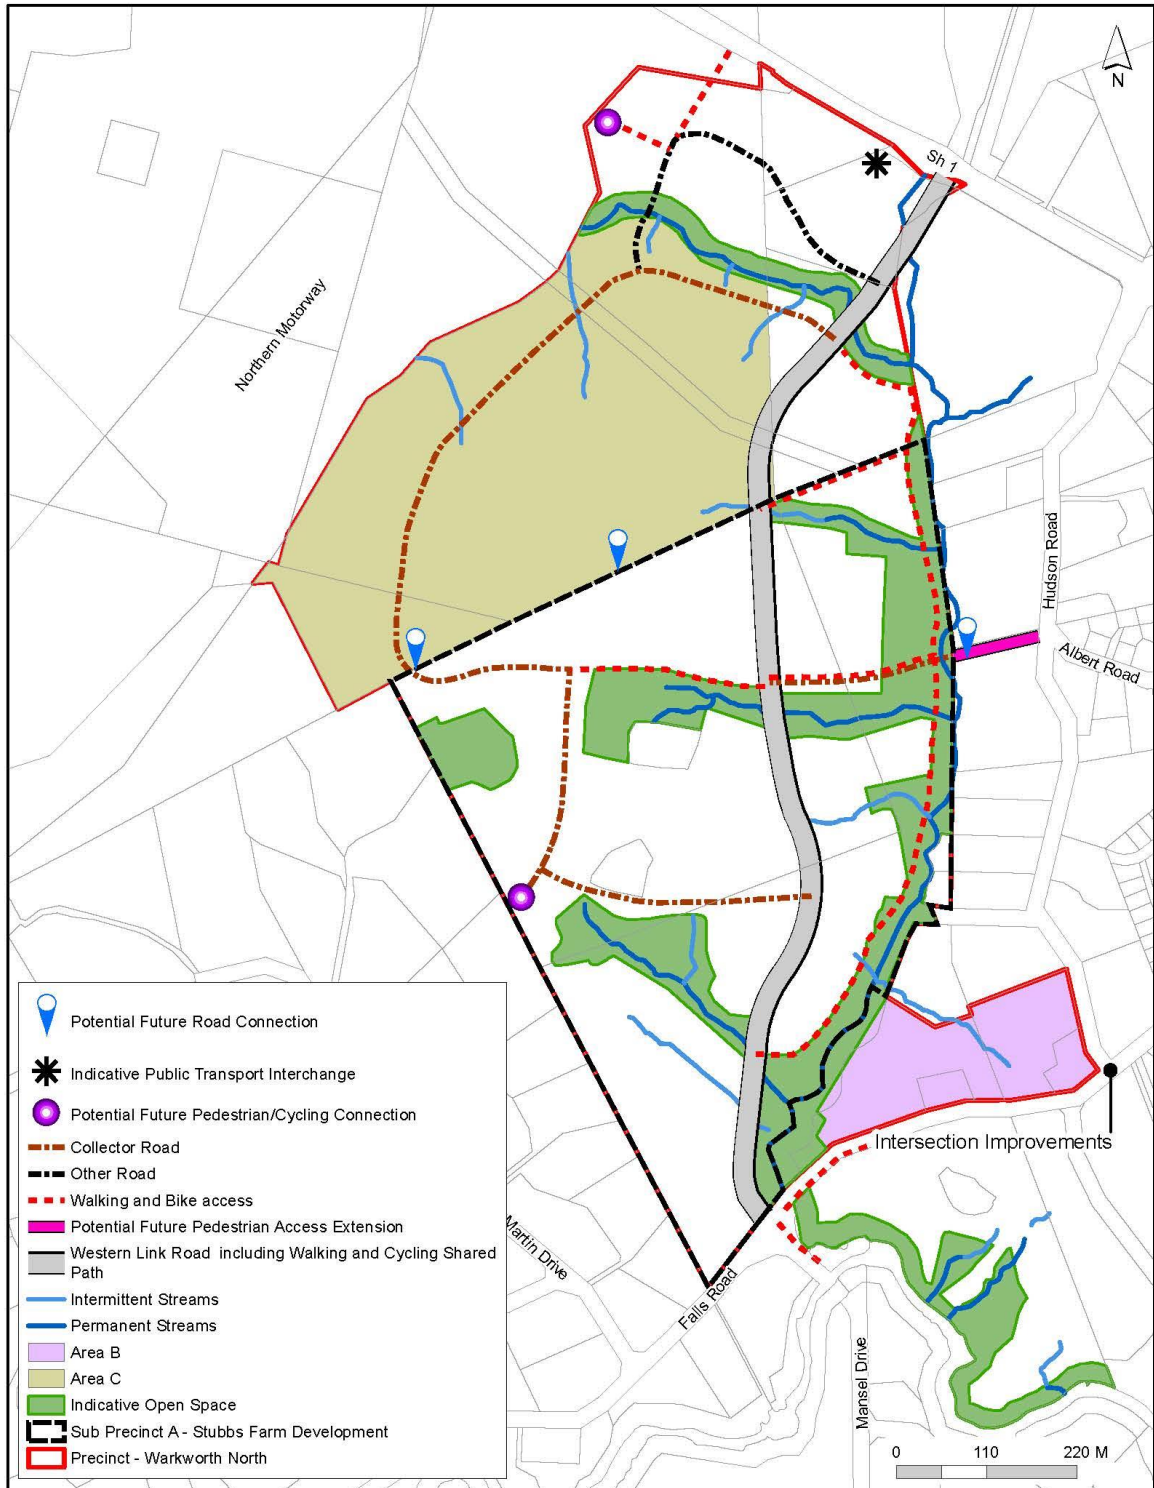 N
Sh 1
Northern Motorway
Hudson Road
Albert Road
Potential Future Road Connection
Indicative Public Transport Interchange
Potential Future Pedestrian/Cycling Connection
Collector Road
Other Road
Walking and Bike access
Potential Future Pedestrian Access Extension
Western Link Road including Walking and Cycling Shared
Path
Intermittent Streams
Permanent Streams
Area B
Area C
Indicative Open Space
Sub Precinct A - Stubbs Farm Development
Precinct - Warkworth North
Intersection Improvements
Martin Drive
Falls Road
Mansel Drive
0 110 220 M